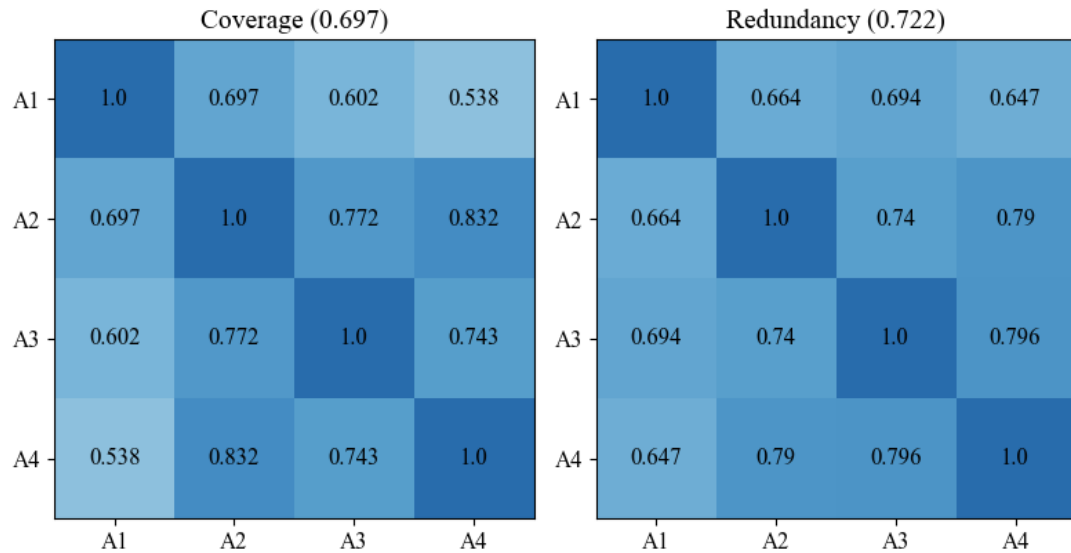 Coverage (0.697)
A1 1.0 0.697 0.602 0.538
A2 0.697 1.0 0.772 0.832
A3 0.602 0.772 1.0 0.743
A4 0.538 0.832 0.743 1.0
A1 A2 A3 A4
Redundancy (0.722)
A1 1.0 0.664 0.694 0.647
A2 0.664 1.0 0.74 0.79
A3 0.694 0.74 1.0 0.796
A4 0.647 0.79 0.796 1.0
A1 A2 A3 A4